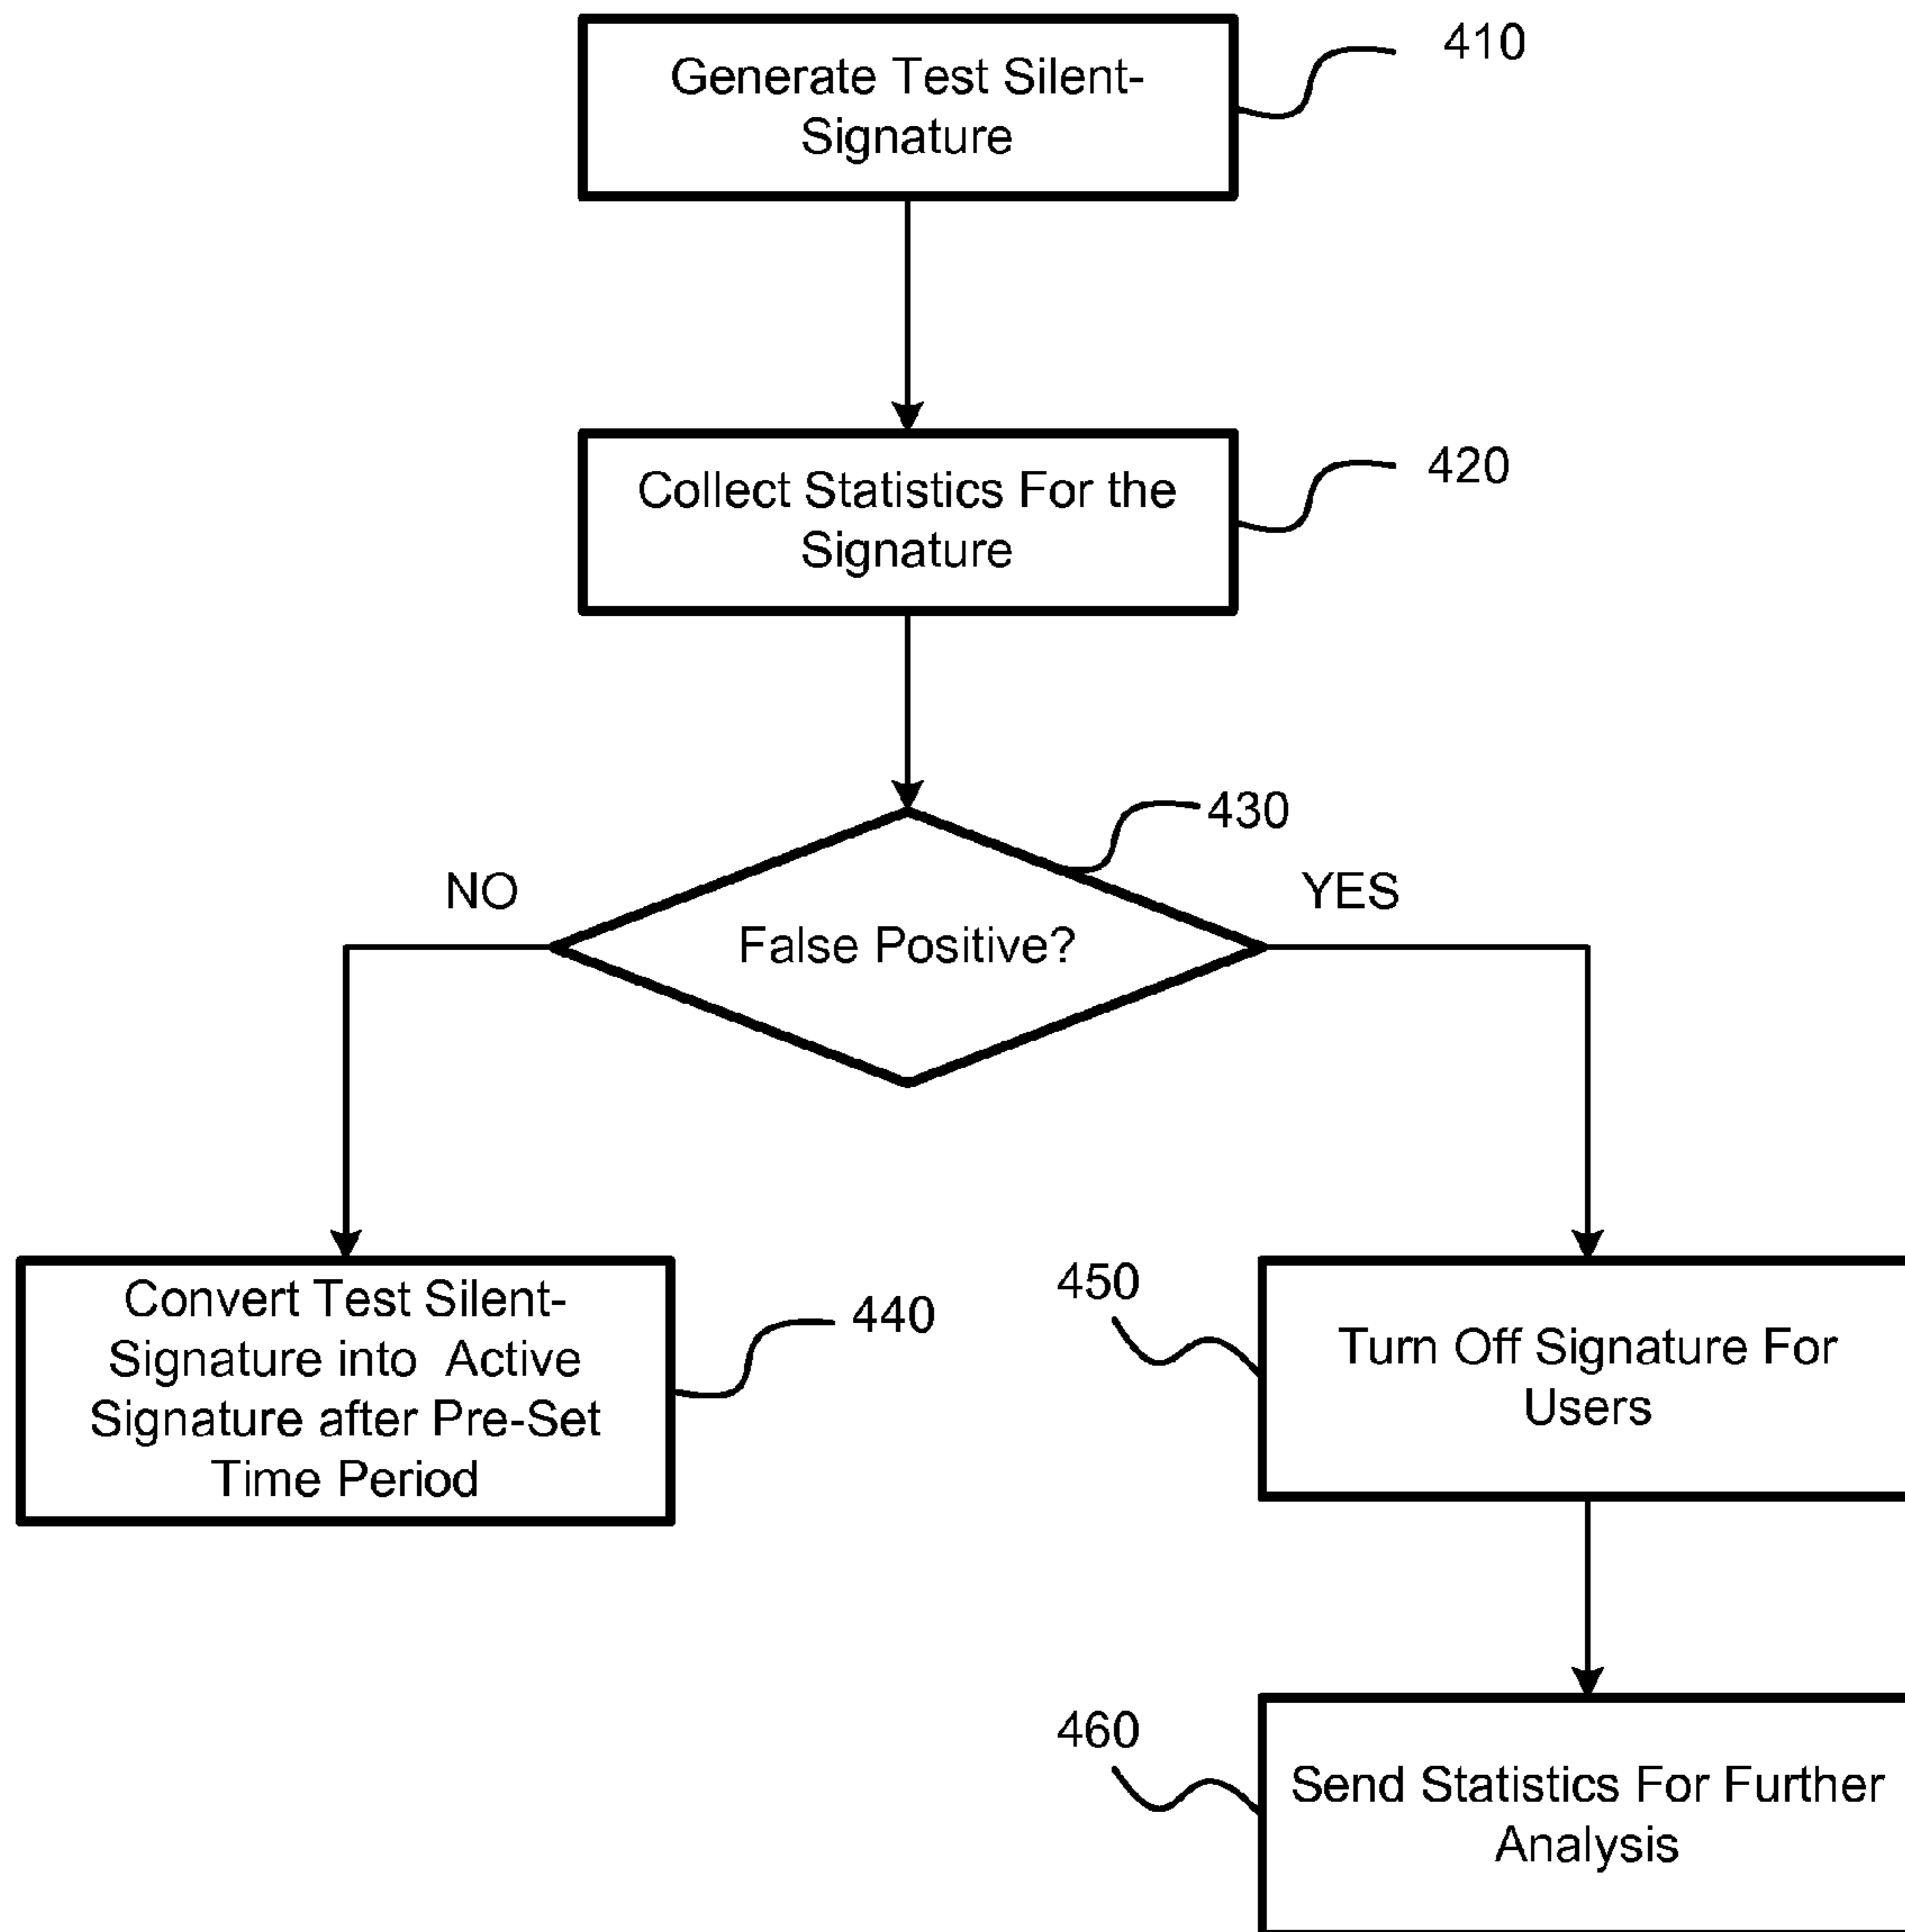 Generate Test Silent-
Signature
410
Collect Statistics For the
Signature
420
430
NO
False Positive?
YES
Convert Test Silent-
Signature into Active
Signature after Pre-Set
Time Period
440
450
Turn Off Signature For
Users
460
Send Statistics For Further
Analysis